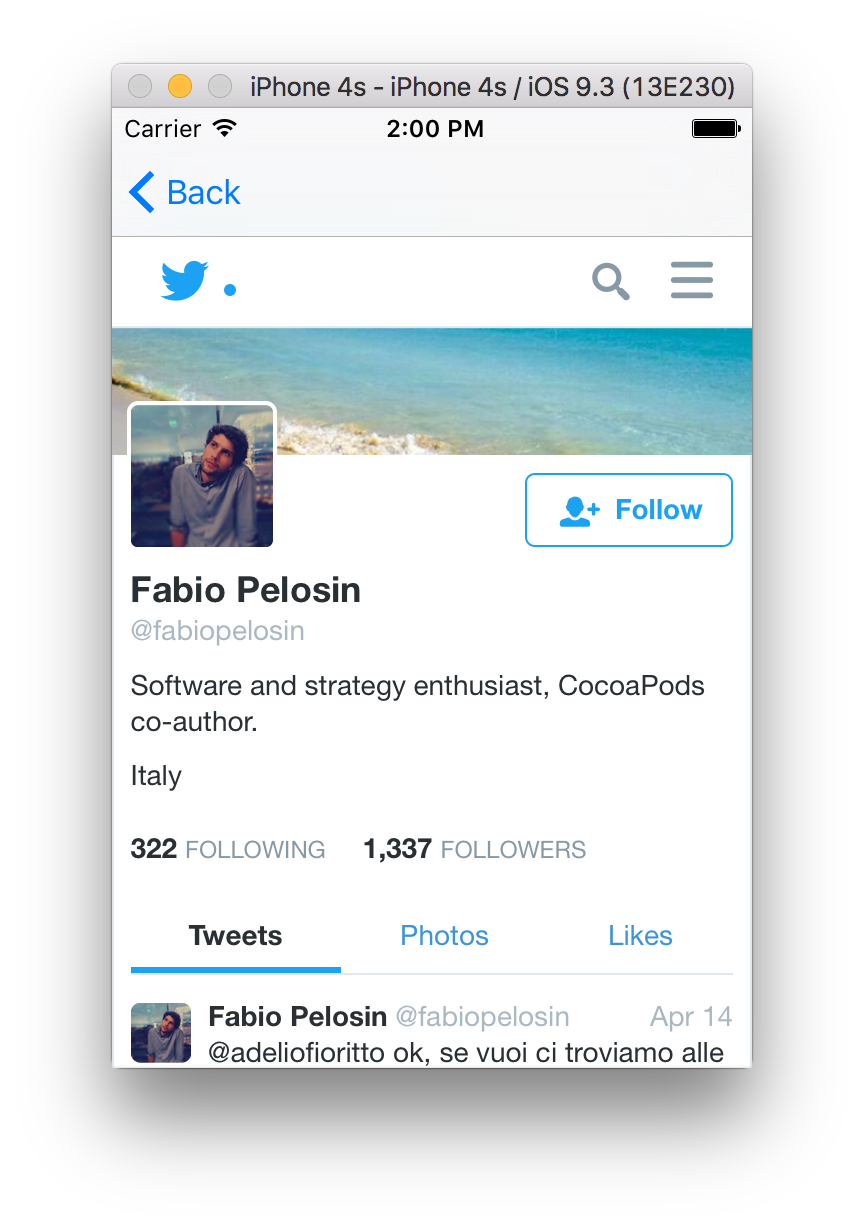 iPhone 4s - iPhone 4s / iOS 9.3 (13E230)
Carrier 2:00 PM
Back
Follow
Fabio Pelosin
@fabiopelosin
Software and strategy enthusiast, CocoaPods
co-author.
Italy
322 FOLLOWING 1,337 FOLLOWERS
Tweets Photos Likes
Fabio Pelosin @fabiopelosin Apr 14
@adeliofioritto ok, se vuoi ci troviamo alle